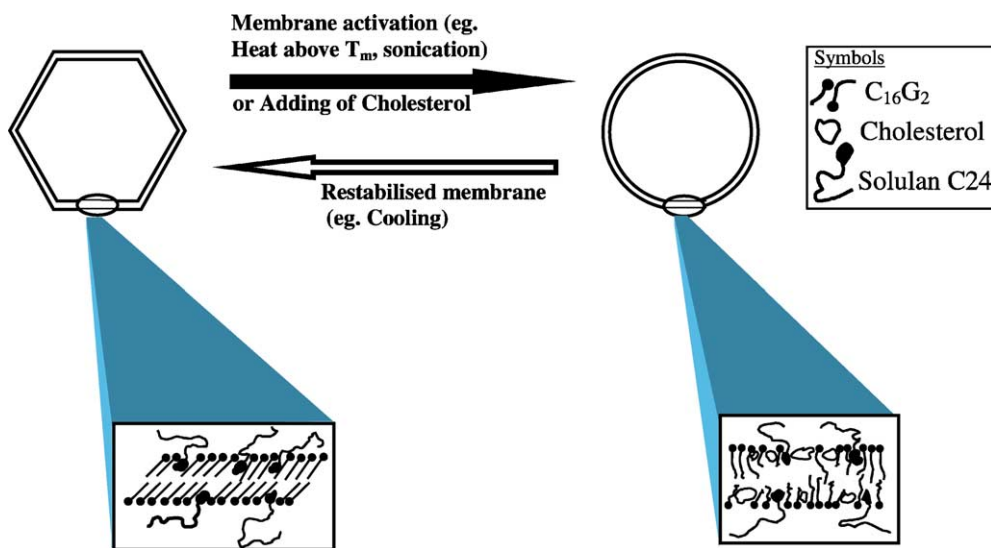 Membrane activation (eg.
Heat above Tm, sonication)
or Adding of Cholesterol
Restabilised membrane
(eg. Cooling)
Symbols
C16G2
Cholesterol
Solulan C24